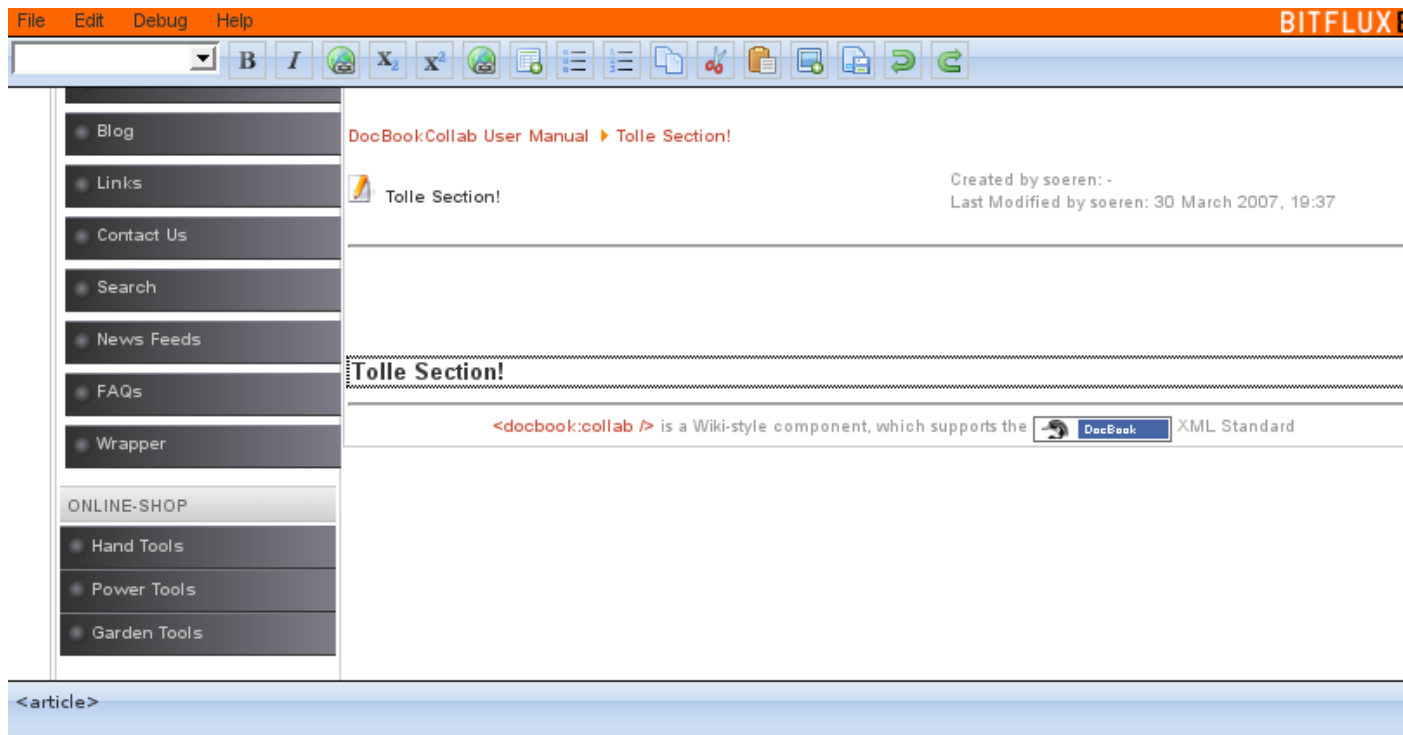 File Edit Debug Help
BITFLUX
B I X2 x2
Blog
Links
Contact Us
Search
News Feeds
FAQs
Wrapper
ONLINE-SHOP
Hand Tools
Power Tools
Garden Tools
DocBookCollab User Manual Tolle Section!
Tolle Section!
Created by soeren: -
Last Modified by soeren: 30 March 2007, 19:37
Tolle Section!
<docbook:collab /> is a Wiki-style component, which supports the DocBook XML Standard
<article>